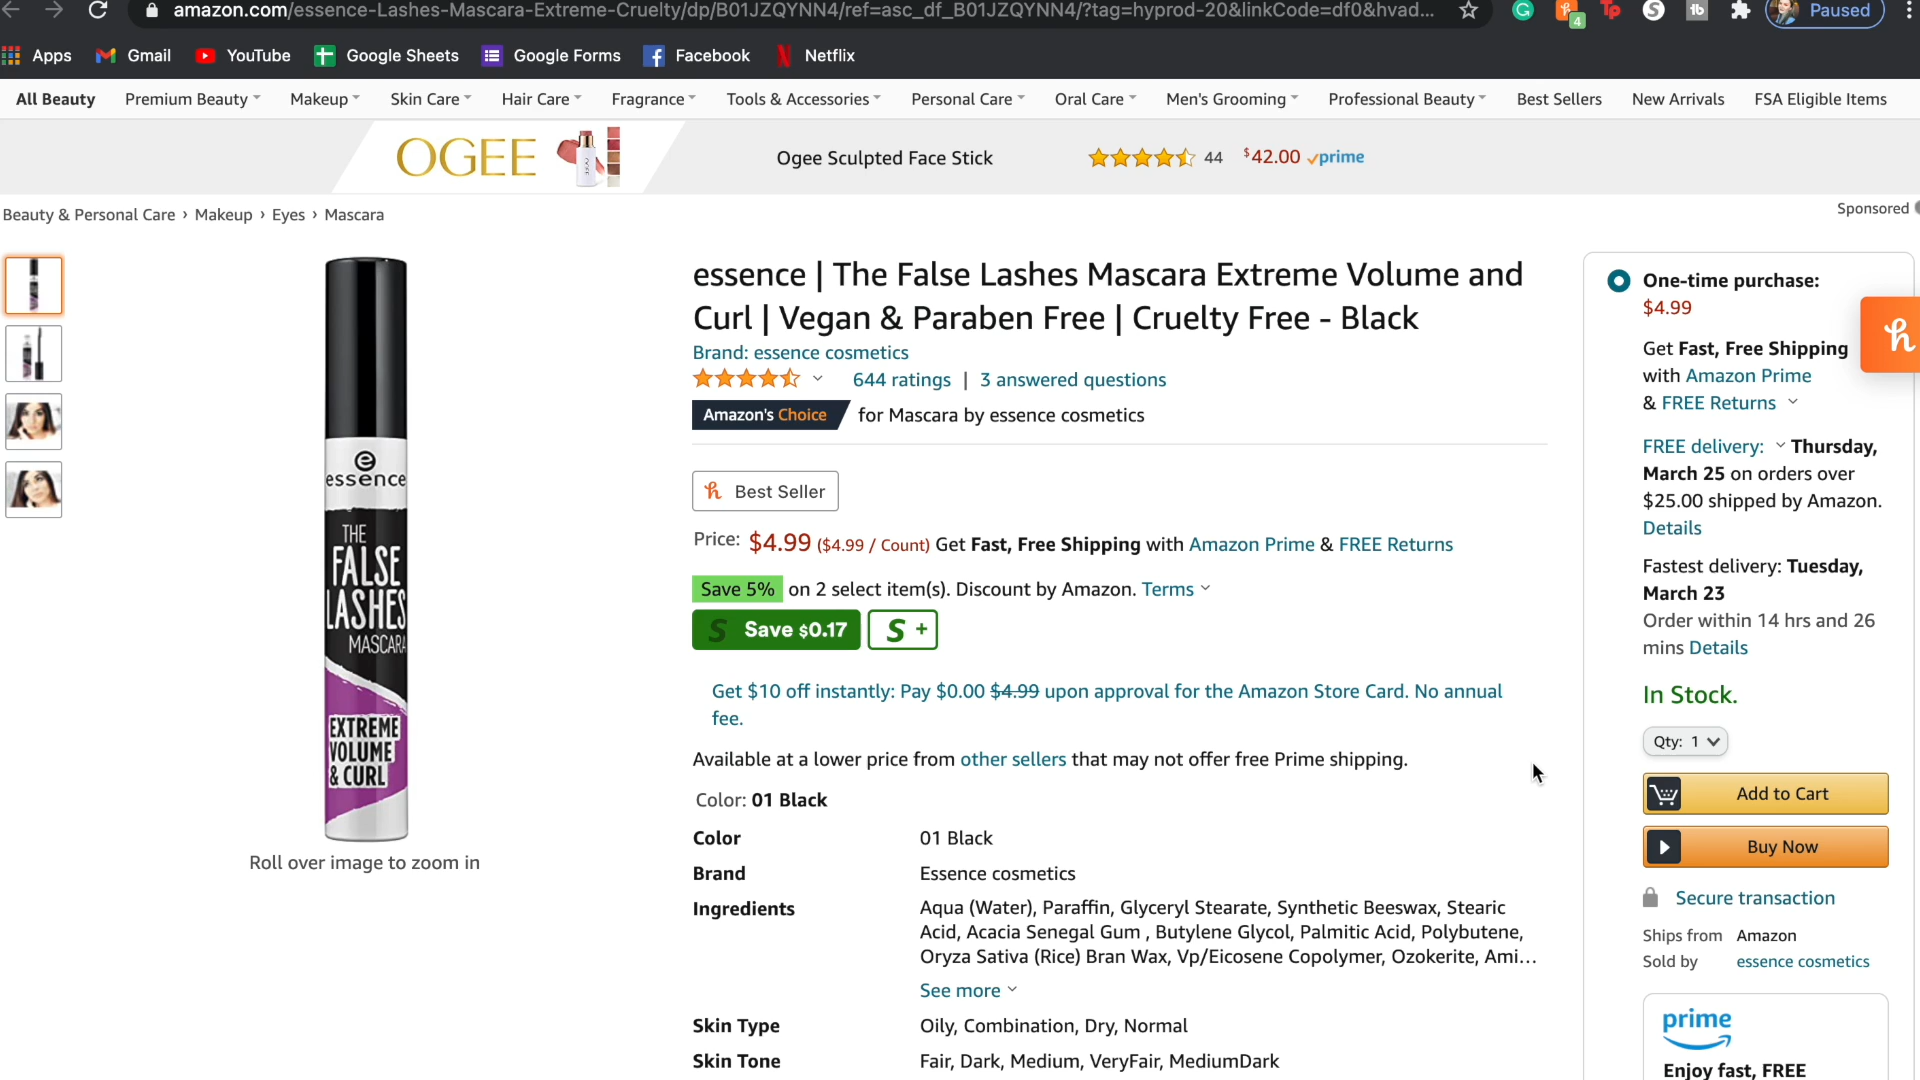 amazon.com/essence-Lashes-Mascara-Extreme-Cruelty/dp/B01JZQYNN4/ref=asc_df_B01JZQYNN4/?tag=hyprod-20&linkCode=df0&hvad...
4
Paused
Apps
Gmail
YouTube
Google Sheets
Google Forms
Facebook
Netflix
All Beauty
Premium Beauty
Makeup
Skin Care
Hair Care
Fragrance
Tools & Accessories
Personal Care
Oral Care
Men's Grooming
Professional Beauty
Best Sellers
New Arrivals
FSA Eligible Items
OGEE
Ogee Sculpted Face Stick
44
$42.00 prime
Beauty & Personal Care › Makeup › Eyes › Mascara
Sponsored
essence
THE
FALSE
LASHES
MASCARA
EXTREME
VOLUME
& CURL
Roll over image to zoom in
essence | The False Lashes Mascara Extreme Volume and
Curl | Vegan & Paraben Free | Cruelty Free - Black
Brand: essence cosmetics
644 ratings | 3 answered questions
Amazon's Choice for Mascara by essence cosmetics
Best Seller
Price: $4.99 ($4.99 / Count) Get Fast, Free Shipping with Amazon Prime & FREE Returns
Save 5% on 2 select item(s). Discount by Amazon. Terms
S Save $0.17 S +
Get $10 off instantly: Pay $0.00 $4.99 upon approval for the Amazon Store Card. No annual
fee.
Available at a lower price from other sellers that may not offer free Prime shipping.
Color: 01 Black
Color 01 Black
Brand Essence cosmetics
Ingredients Aqua (Water), Paraffin, Glyceryl Stearate, Synthetic Beeswax, Stearic
Acid, Acacia Senegal Gum , Butylene Glycol, Palmitic Acid, Polybutene,
Oryza Sativa (Rice) Bran Wax, Vp/Eicosene Copolymer, Ozokerite, Ami...
See more
Skin Type Oily, Combination, Dry, Normal
Skin Tone Fair, Dark, Medium, VeryFair, MediumDark
One-time purchase:
$4.99
Get Fast, Free Shipping
with Amazon Prime
& FREE Returns
FREE delivery: Thursday,
March 25 on orders over
$25.00 shipped by Amazon.
Details
Fastest delivery: Tuesday,
March 23
Order within 14 hrs and 26
mins Details
In Stock.
Qty: 1
Add to Cart
Buy Now
Secure transaction
Ships from Amazon
Sold by essence cosmetics
prime
Enjoy fast, FREE
h